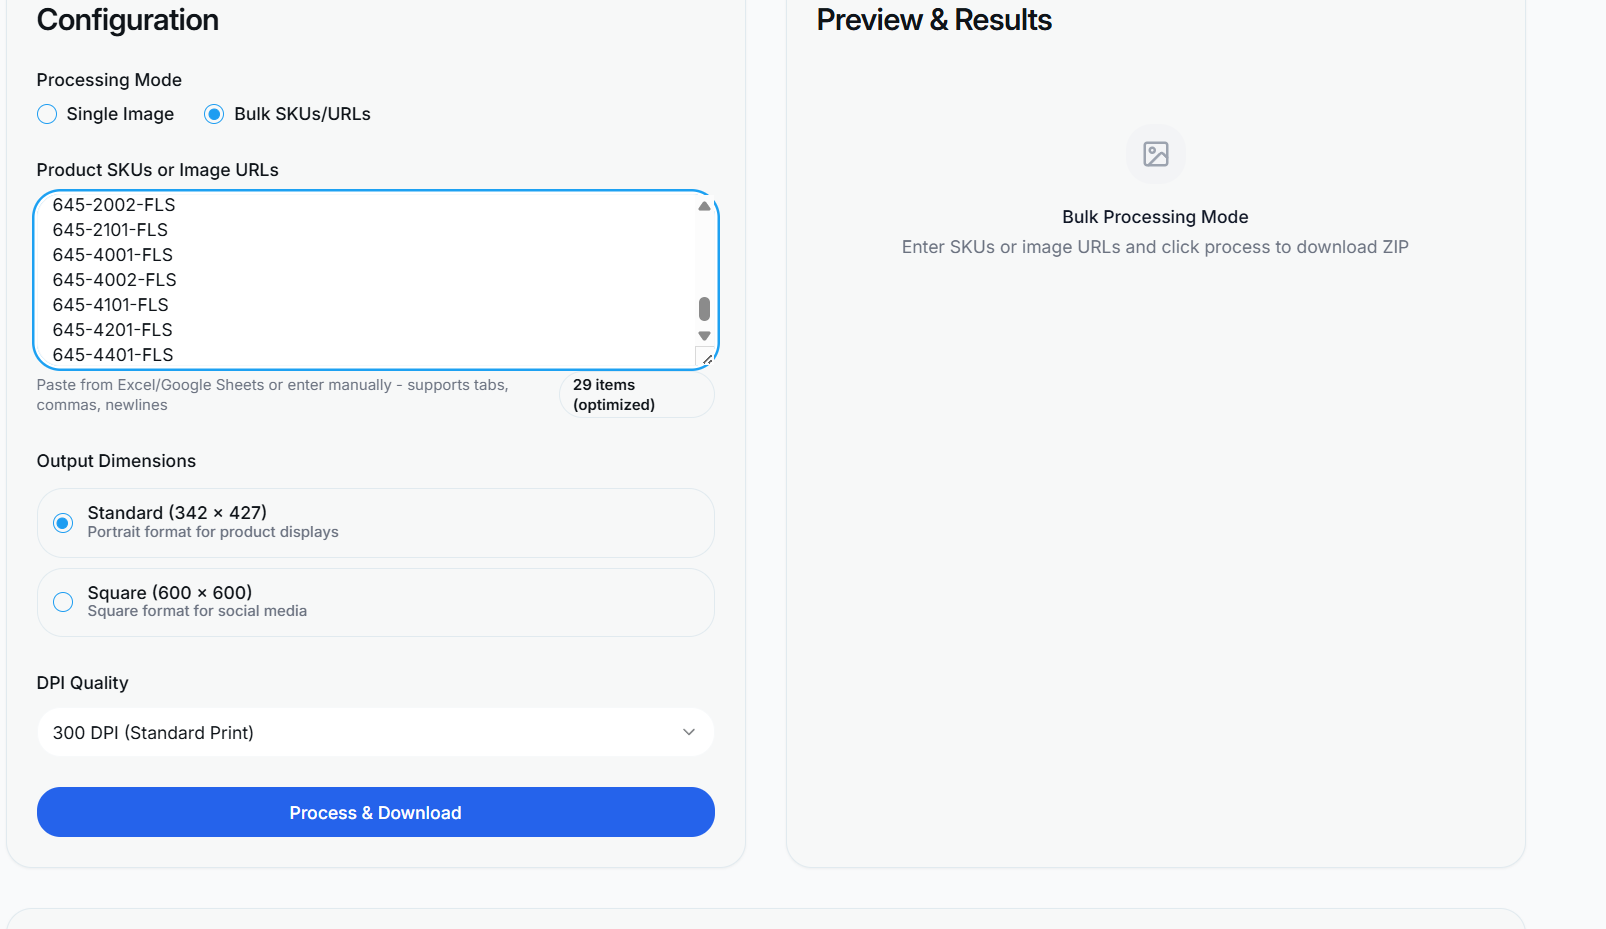 Configuration
Processing Mode
Single Image
Bulk SKUs/URLs
Product SKUs or Image URLs
645-2002-FLS
645-2101-FLS
645-4001-FLS
645-4002-FLS
645-4101-FLS
645-4201-FLS
645-4401-FLS
Paste from Excel/Google Sheets or enter manually - supports tabs,
commas, newlines
29 items
(optimized)
Output Dimensions
Standard (342 × 427)
Portrait format for product displays
Square (600 × 600)
Square format for social media
DPI Quality
300 DPI (Standard Print)
Process & Download
Preview & Results
Bulk Processing Mode
Enter SKUs or image URLs and click process to download ZIP